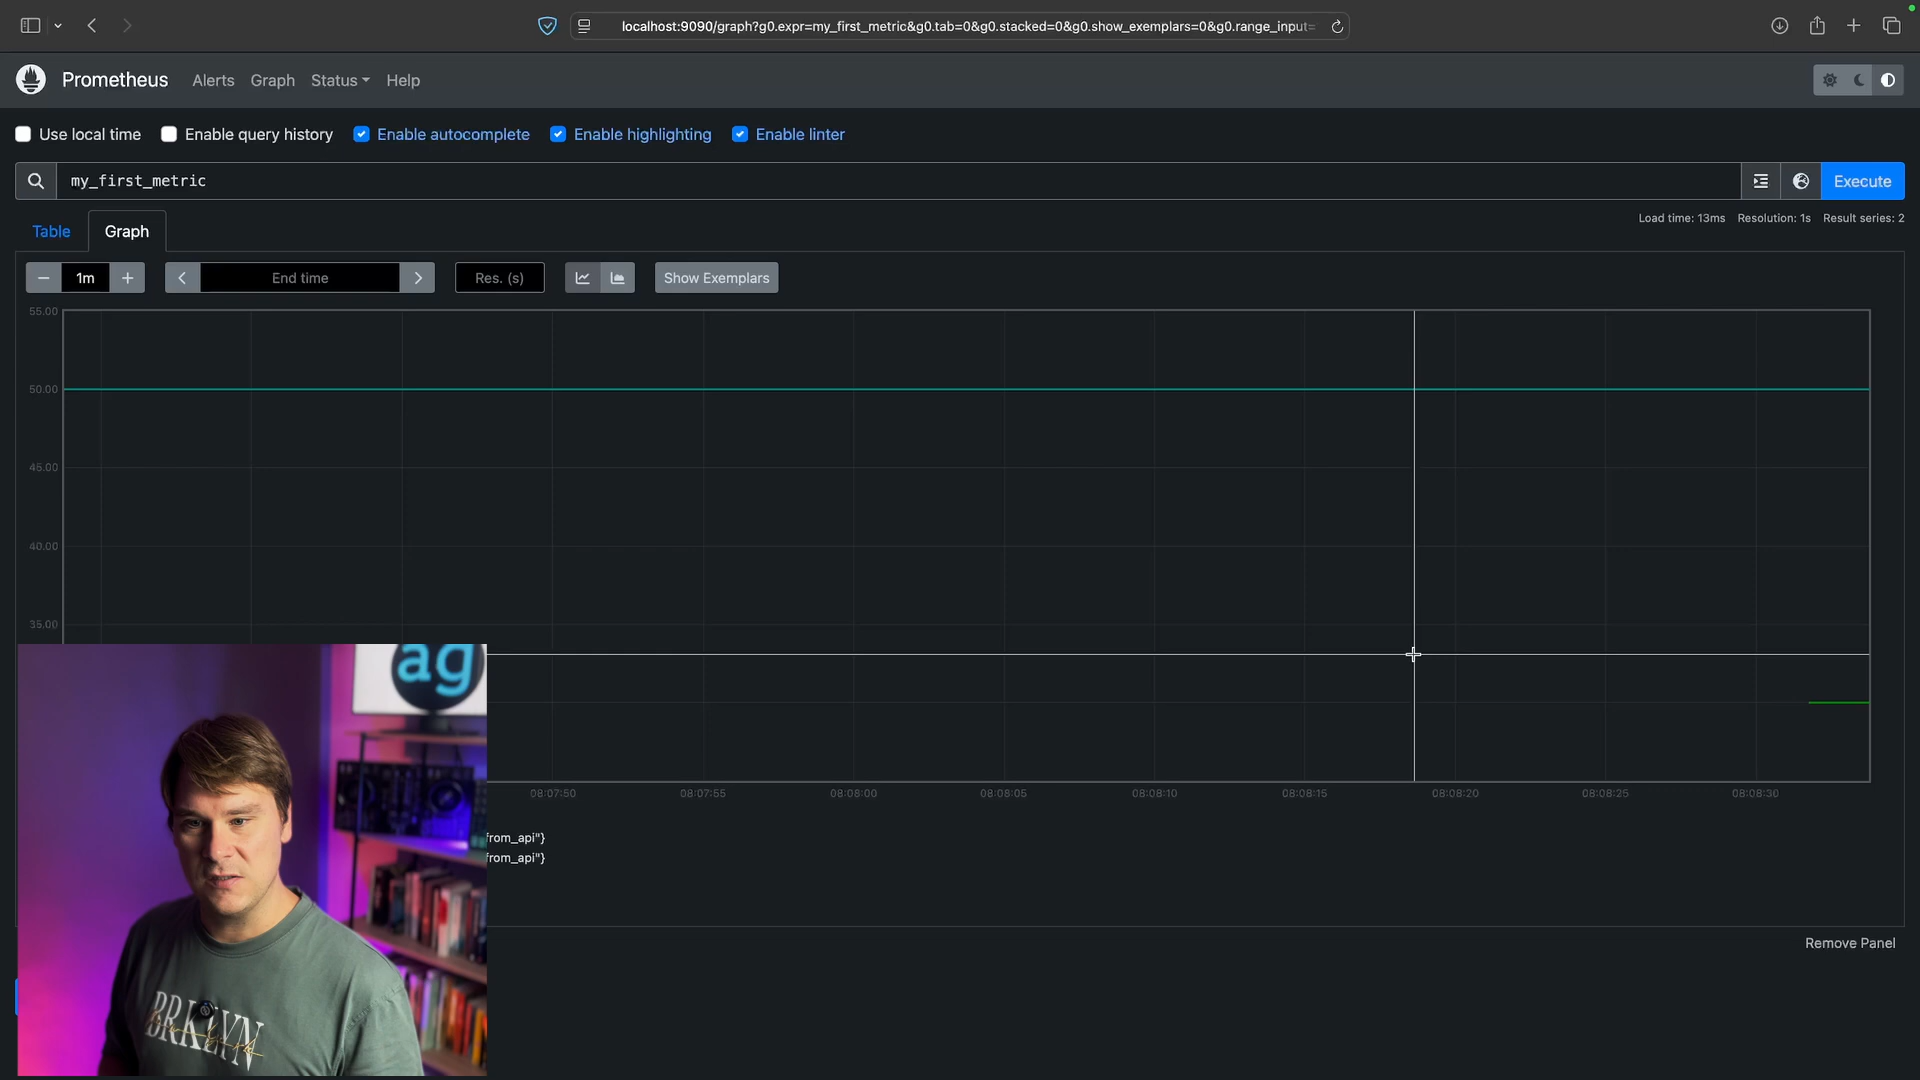 localhost:9090/graph?g0.expr=my_first_metric&g0.tab=0&g0.stacked=0&g0.show_exemplars=0&g0.range_input=
Prometheus Alerts Graph Status Help
Use local time Enable query history Enable autocomplete Enable highlighting Enable linter
my_first_metric Execute
Load time: 13ms Resolution: 1s Result series: 2
Table Graph
1m End time Res. (s) Show Exemplars
55.00
50.00
45.00
40.00
35.00
08:07:50 08:07:55 08:08:00 08:08:05 08:08:10 08:08:15 08:08:20 08:08:25 08:08:30
from_api"}
from_api"}
Remove Panel
ag
BRKLYN